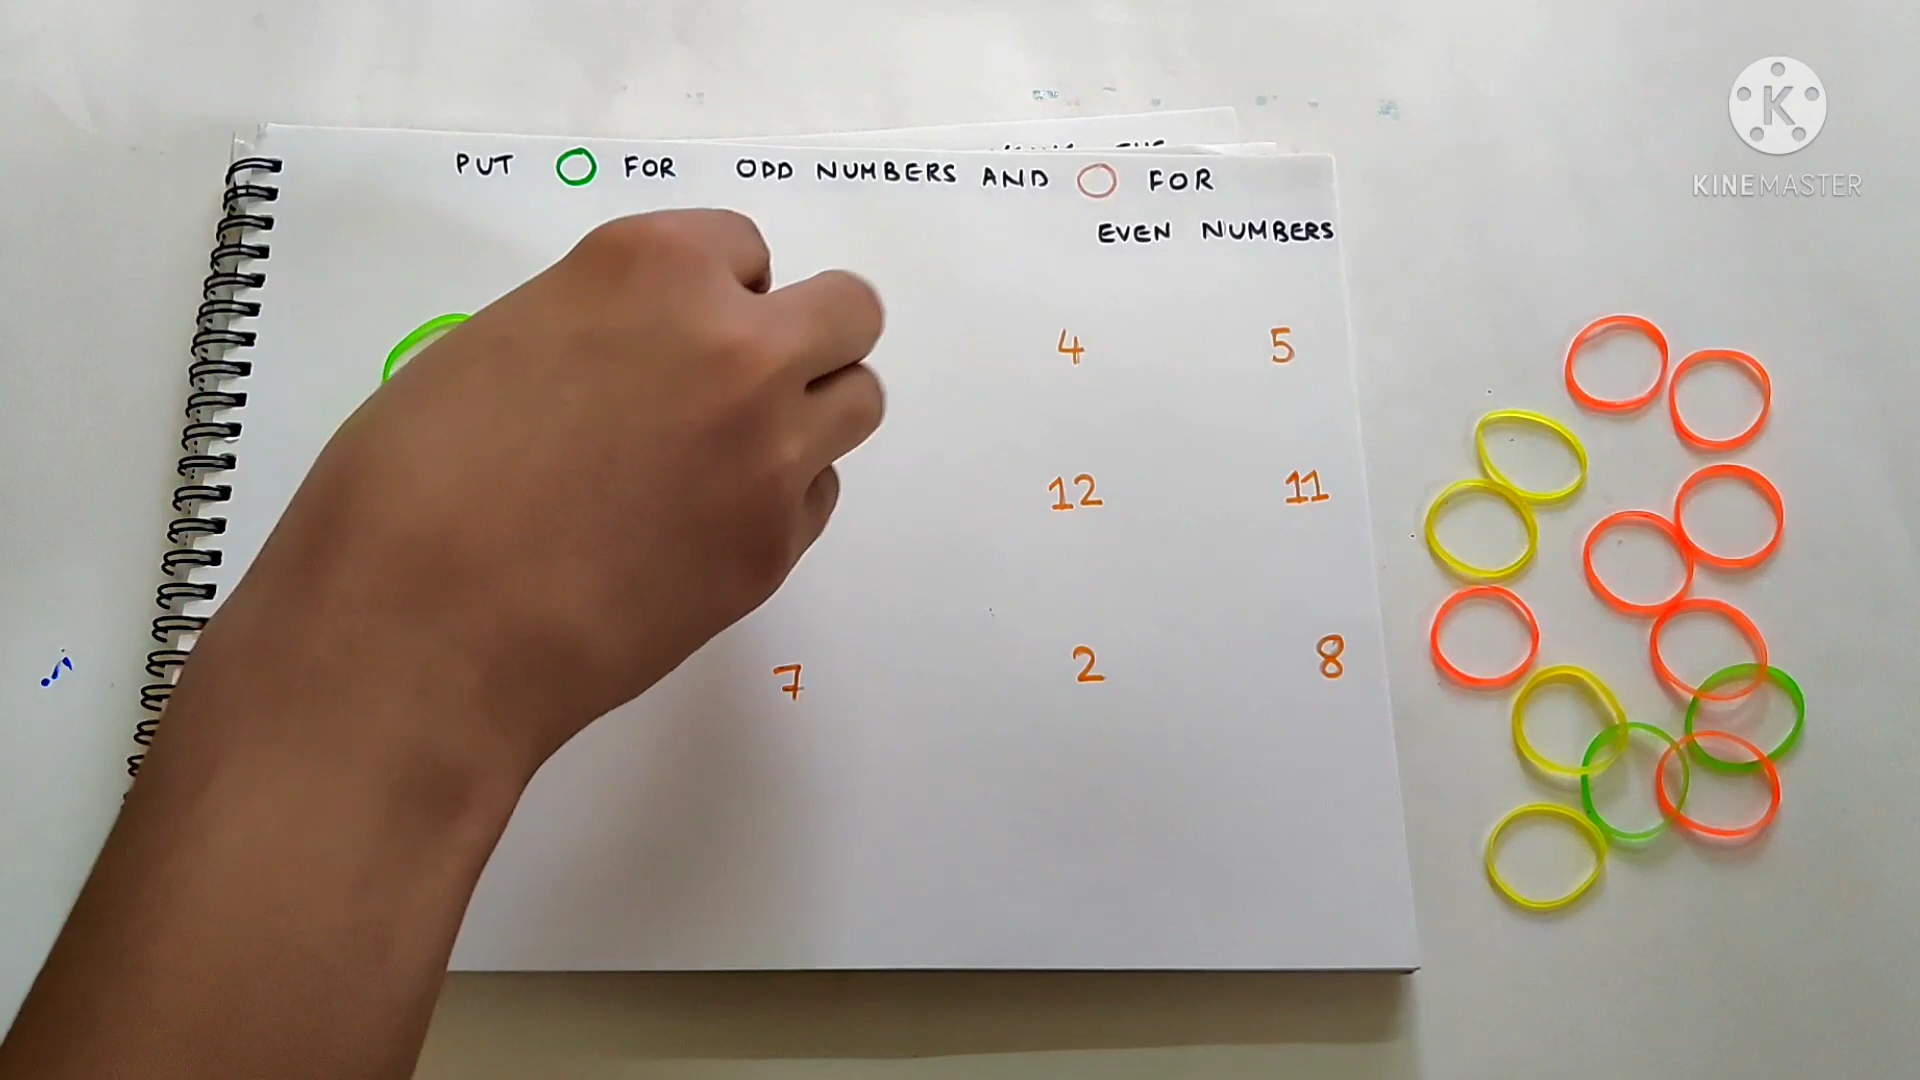 PUT FOR ODD NUMBERS AND FOR
EVEN NUMBERS
4 5
12 11
7 2 8
K
KINEMASTER